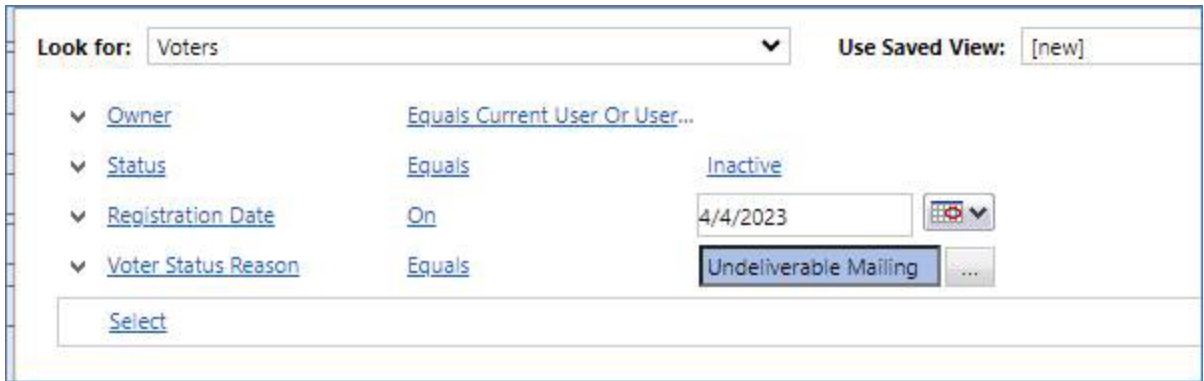 Look for: Voters Use Saved View: [new]
Owner Equals Current User Or User...
Status Equals Inactive
Registration Date On 4/4/2023
Voter Status Reason Equals Undeliverable Mailing ...
Select